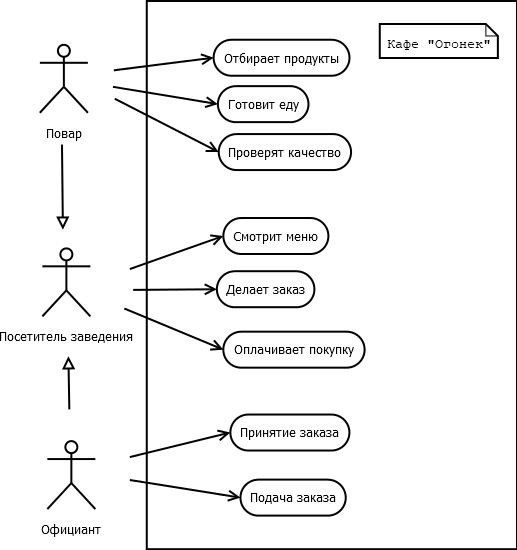 Кафе "Огонек"
Отбирает продукты
Готовит еду
Проверят качество
Повар
Смотрит меню
Делает заказ
Оплачивает покупку
Посетитель заведения
Принятие заказа
Подача заказа
Официант